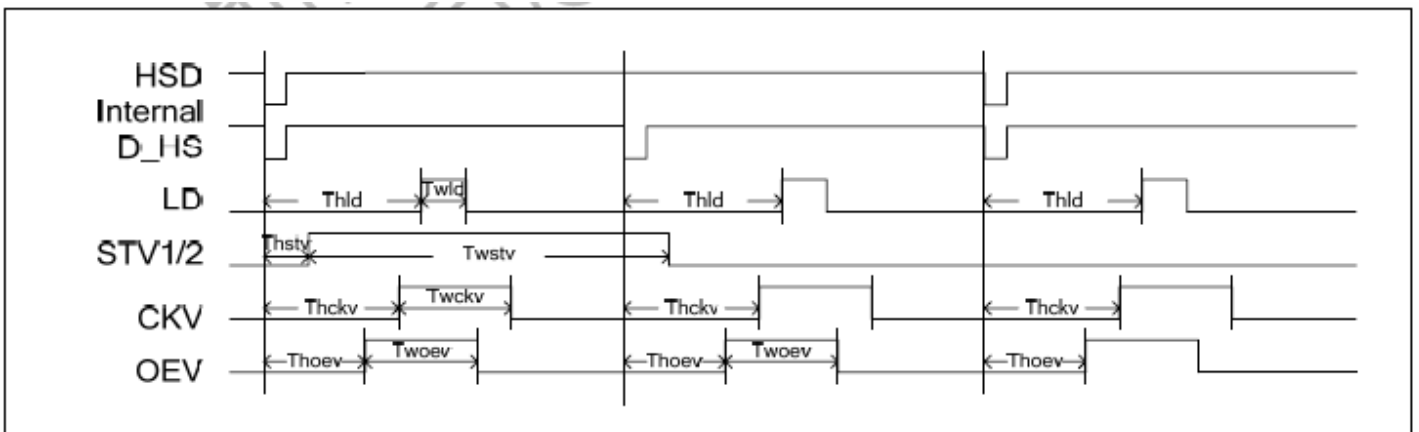 HSD
Internal
D_HS
LD Thld Twld Thld Thld
STV1/2 Thstv Twstv
CKV Thckv Twckv Thckv Thckv
OEV Thoev Twoev Thoev Twoev Thoev